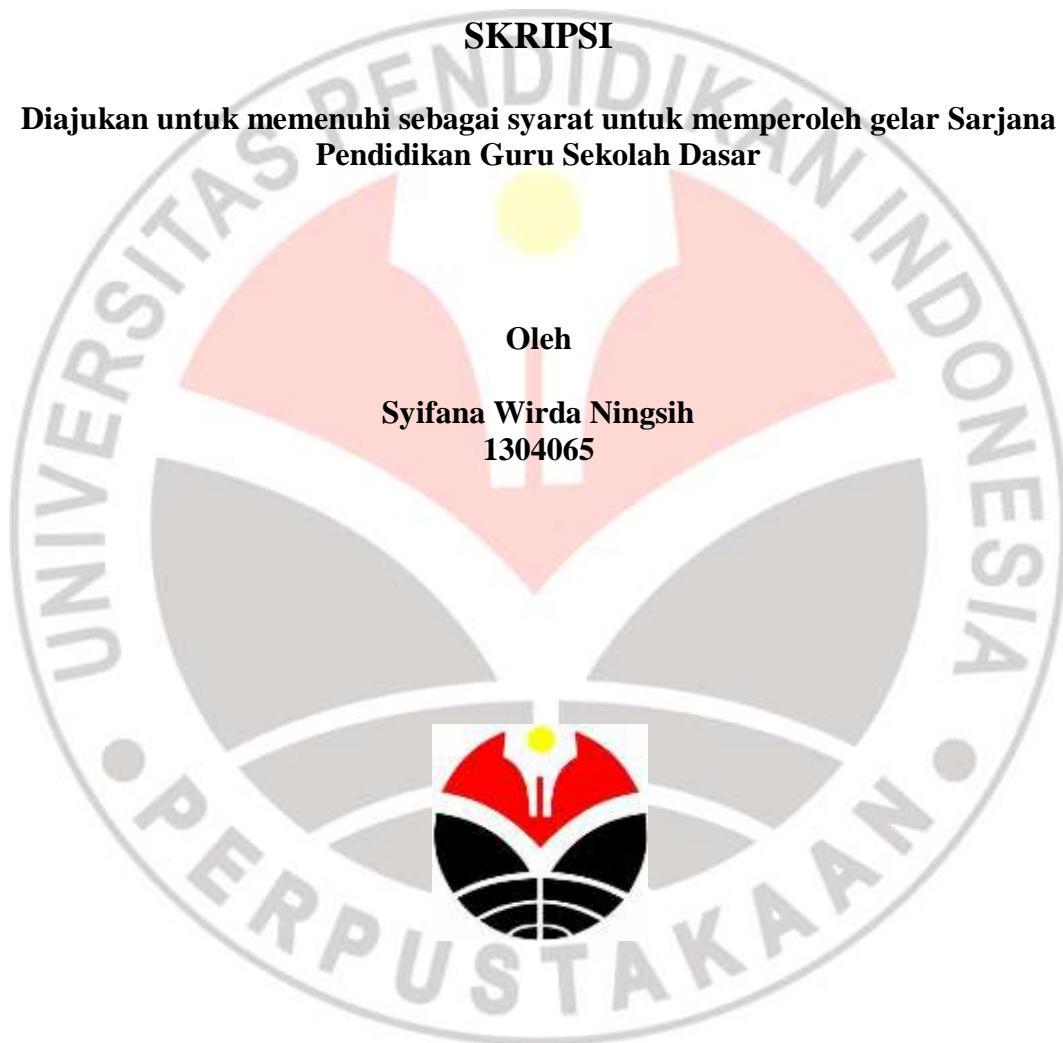 SKRIPSI
Diajukan untuk memenuhi sebagai syarat untuk memperoleh gelar Sarjana
Pendidikan Guru Sekolah Dasar
Oleh
Syifana Wirda Ningsih
1304065
UNIVERSITAS PENDIDIKAN INDONESIA
PERPUSTAKAAN